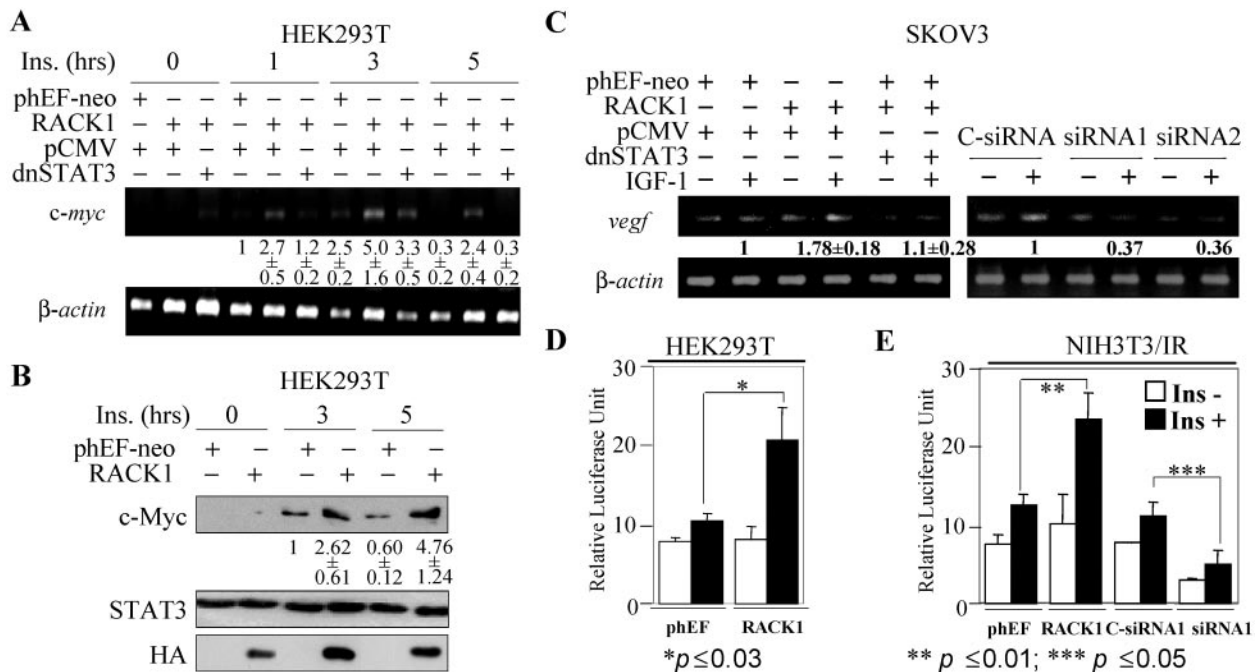 A
HEK293T
Ins. (hrs) 0 1 3 5
phEF-neo + − − + − − + − − + − −
RACK1 − + + − + + − + + − + +
pCMV + + − + + − + + − + + −
dnSTAT3 − − + − − + − − + − − +
c-myc
1 2.7 ± 0.5 1.2 ± 0.2 2.5 ± 0.2 5.0 ± 1.6 3.3 ± 0.5 0.3 ± 0.2 2.4 ± 0.4 0.3 ± 0.2
β-actin
B
HEK293T
Ins. (hrs) 0 3 5
phEF-neo + − + − + −
RACK1 − + − + − +
c-Myc
1 2.62 ± 0.61 0.60 ± 0.12 4.76 ± 1.24
STAT3
HA
C
SKOV3
phEF-neo + + − − + +
RACK1 − − + + + +
pCMV + + + + − −
dnSTAT3 − − − − + +
IGF-1 − + − + − +
C-siRNA siRNA1 siRNA2
− + − + − +
vegf
1 1.78±0.18 1.1±0.28 1 0.37 0.36
β-actin
D
HEK293T
Relative Luciferase Unit
30
20
10
0
*
phEF RACK1
*p ≤0.03
E
NIH3T3/IR
Relative Luciferase Unit
30
20
10
0
**
***
Ins -
Ins +
phEF RACK1 C-siRNA1 siRNA1
** p ≤0.01; *** p ≤0.05